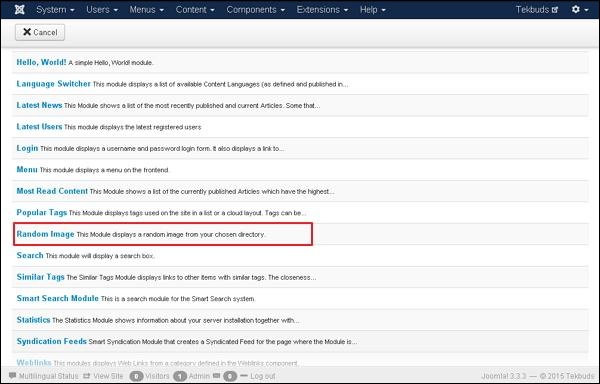 System Users Menus Content Components Extensions Help Tekbuds
Cancel
Hello, World! A simple Hello, World! module.
Language Switcher This module displays a list of available Content Languages (as defined and published in...
Latest News This Module shows a list of the most recently published and current Articles. Some that...
Latest Users This module displays the latest registered users
Login This module displays a username and password login form. It also displays a link to...
Menu This module displays a menu on the frontend.
Most Read Content This Module shows a list of the currently published Articles which have the highest...
Popular Tags This Module displays tags used on the site in a list or a cloud layout. Tags can be...
Random Image This Module displays a random image from your chosen directory.
Search This module will display a search box.
Similar Tags The Similar Tags Module displays links to other items with similar tags. The closeness...
Smart Search Module This is a search module for the Smart Search system.
Statistics The Statistics Module shows information about your server installation together with...
Syndication Feeds Smart Syndication Module that creates a Syndicated Feed for the page where the Module is...
Weblinks This modules displays Web Links from a category defined in the Weblinks component.
Multilingual Status View Site 0 Visitors 1 Admin 0 Log out Joomla! 3.3.3 — © 2015 Tekbuds